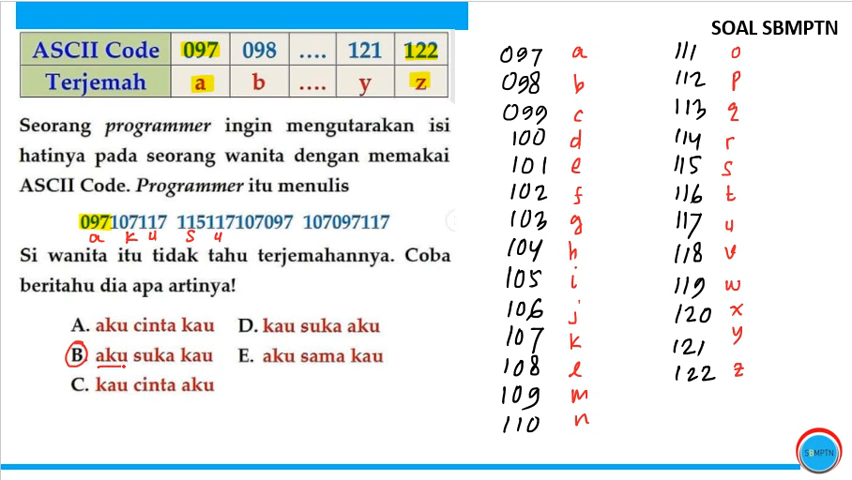 SOAL SBMPTN
ASCII Code 097 098 .... 121 122
Terjemah a b .... y z
Seorang programmer ingin mengutarakan isi
hatinya pada seorang wanita dengan memakai
ASCII Code. Programmer itu menulis
097107117 115117107097 107097117
a k u s u
Si wanita itu tidak tahu terjemahannya. Coba
beritahu dia apa artinya!
A. aku cinta kau D. kau suka aku
B aku suka kau E. aku sama kau
C. kau cinta aku
097 a
098 b
099 c
100 d
101 e
102 f
103 g
104 h
105 i
106 j
107 k
108 l
109 m
110 n
111 o
112 p
113 q
114 r
115 s
116 t
117 u
118 v
119 w
120 x
121 y
122 z
SBMPTN